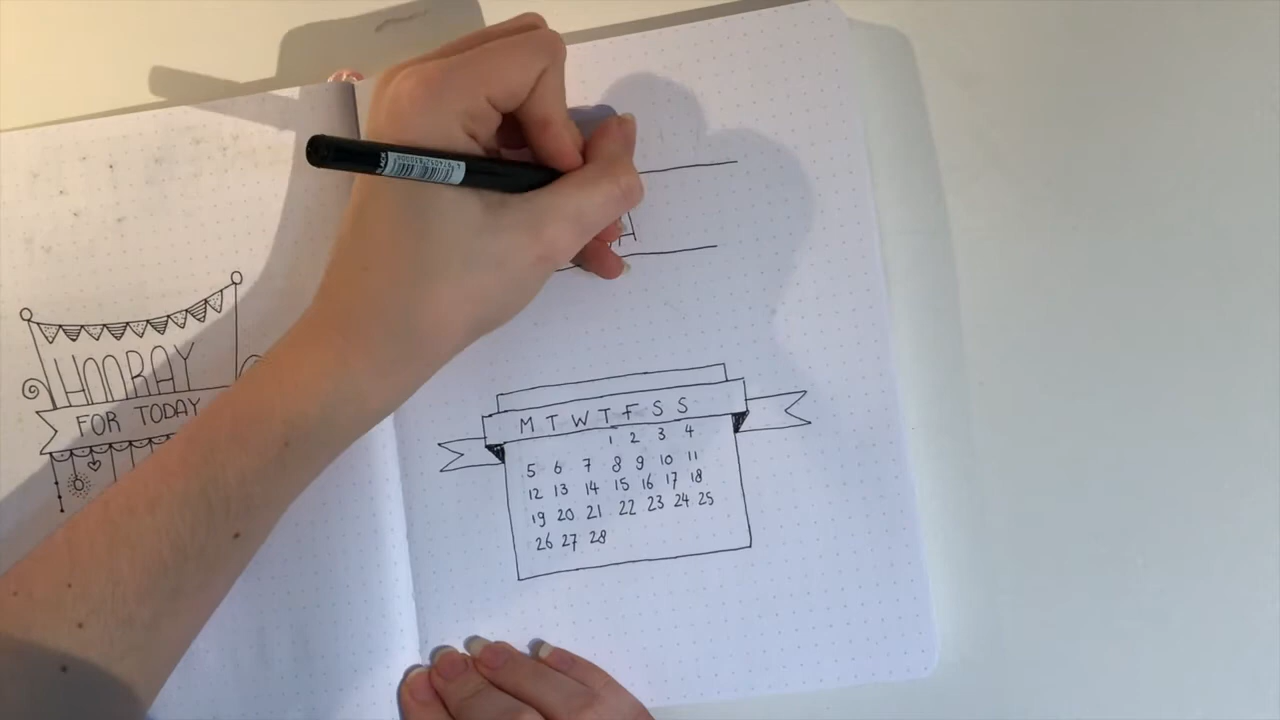 HOORAY
FOR TODAY
BLACK
M T W T F S S
1 2 3 4
5 6 7 8 9 10 11
12 13 14 15 16 17 18
19 20 21 22 23 24 25
26 27 28